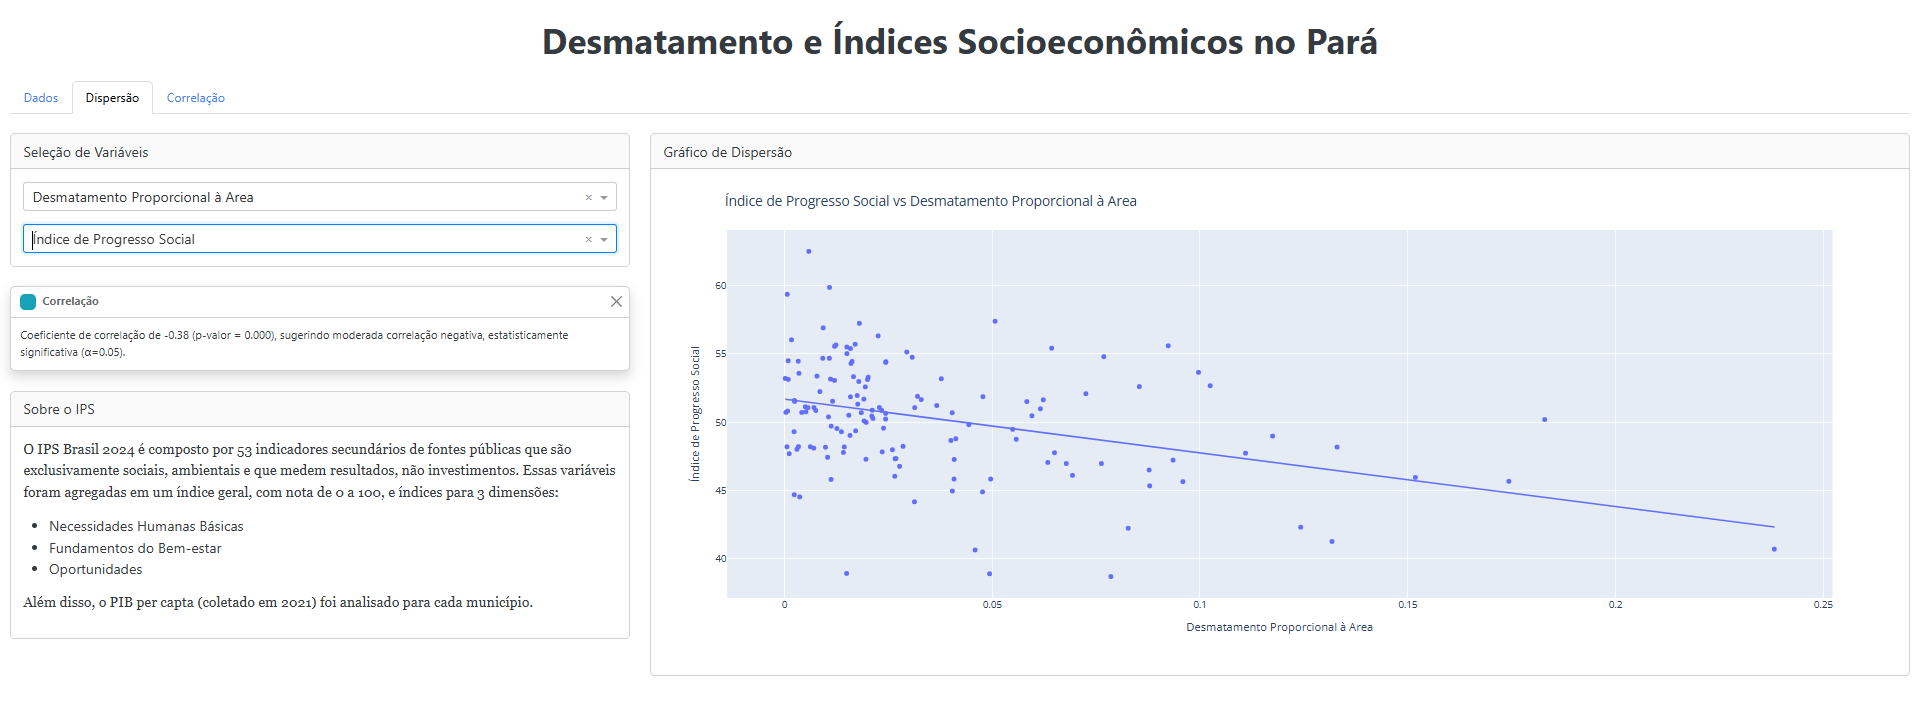 Desmatamento e Índices Socioeconômicos no Pará
Dados
Dispersão
Correlação
Seleção de Variáveis
Desmatamento Proporcional à Area
×
Índice de Progresso Social
×
Correlação
Coeficiente de correlação de -0.38 (p-valor = 0.000), sugerindo moderada correlação negativa, estatisticamente
significativa (α=0.05).
Sobre o IPS
O IPS Brasil 2024 é composto por 53 indicadores secundários de fontes públicas que são
exclusivamente sociais, ambientais e que medem resultados, não investimentos. Essas variáveis
foram agregadas em um índice geral, com nota de 0 a 100, e índices para 3 dimensões:
• Necessidades Humanas Básicas
• Fundamentos do Bem-estar
• Oportunidades
Além disso, o PIB per capta (coletado em 2021) foi analisado para cada município.
Gráfico de Dispersão
Índice de Progresso Social vs Desmatamento Proporcional à Area
Índice de Progresso Social
60
55
50
45
40
0
0.05
0.1
0.15
0.2
0.25
Desmatamento Proporcional à Area